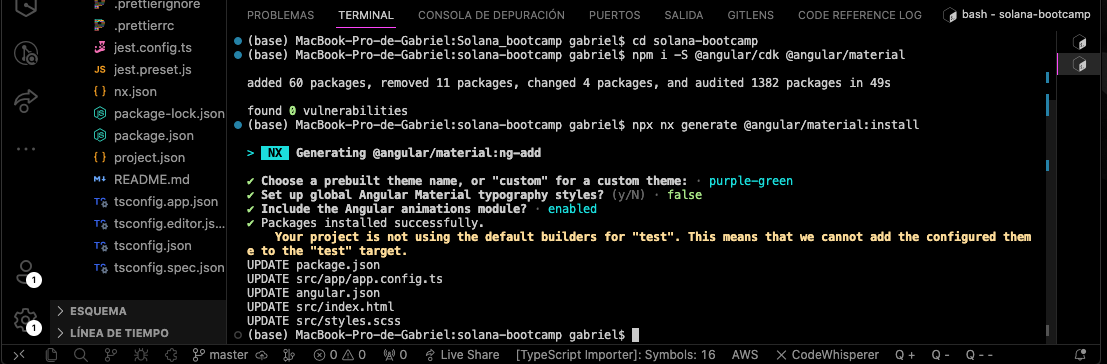 .prettierignore
.prettierrc
jest.config.ts
JS jest.preset.js
{ } nx.json
package-lock.json
package.json
{ } project.json
M↓ README.md
TS tsconfig.app.json
TS tsconfig.editor.js...
TS tsconfig.json
TS tsconfig.spec.json
1
1
> ESQUEMA
> LÍNEA DE TIEMPO
PROBLEMAS TERMINAL CONSOLA DE DEPURACIÓN PUERTOS SALIDA GITLENS CODE REFERENCE LOG bash - solana-bootcamp
(base) MacBook-Pro-de-Gabriel:Solana_bootcamp gabriel$ cd solana-bootcamp
(base) MacBook-Pro-de-Gabriel:solana-bootcamp gabriel$ npm i -S @angular/cdk @angular/material
added 60 packages, removed 11 packages, changed 4 packages, and audited 1382 packages in 49s
found 0 vulnerabilities
(base) MacBook-Pro-de-Gabriel:solana-bootcamp gabriel$ npx nx generate @angular/material:install
> NX Generating @angular/material:ng-add
✔ Choose a prebuilt theme name, or "custom" for a custom theme: · purple-green
✔ Set up global Angular Material typography styles? (y/N) · false
✔ Include the Angular animations module? · enabled
✔ Packages installed successfully.
Your project is not using the default builders for "test". This means that we cannot add the configured them
e to the "test" target.
UPDATE package.json
UPDATE src/app/app.config.ts
UPDATE angular.json
UPDATE src/index.html
UPDATE src/styles.scss
(base) MacBook-Pro-de-Gabriel:solana-bootcamp gabriel$
master 0 0 0 Live Share [TypeScript Importer]: Symbols: 16 AWS CodeWhisperer Q + Q - Q - -